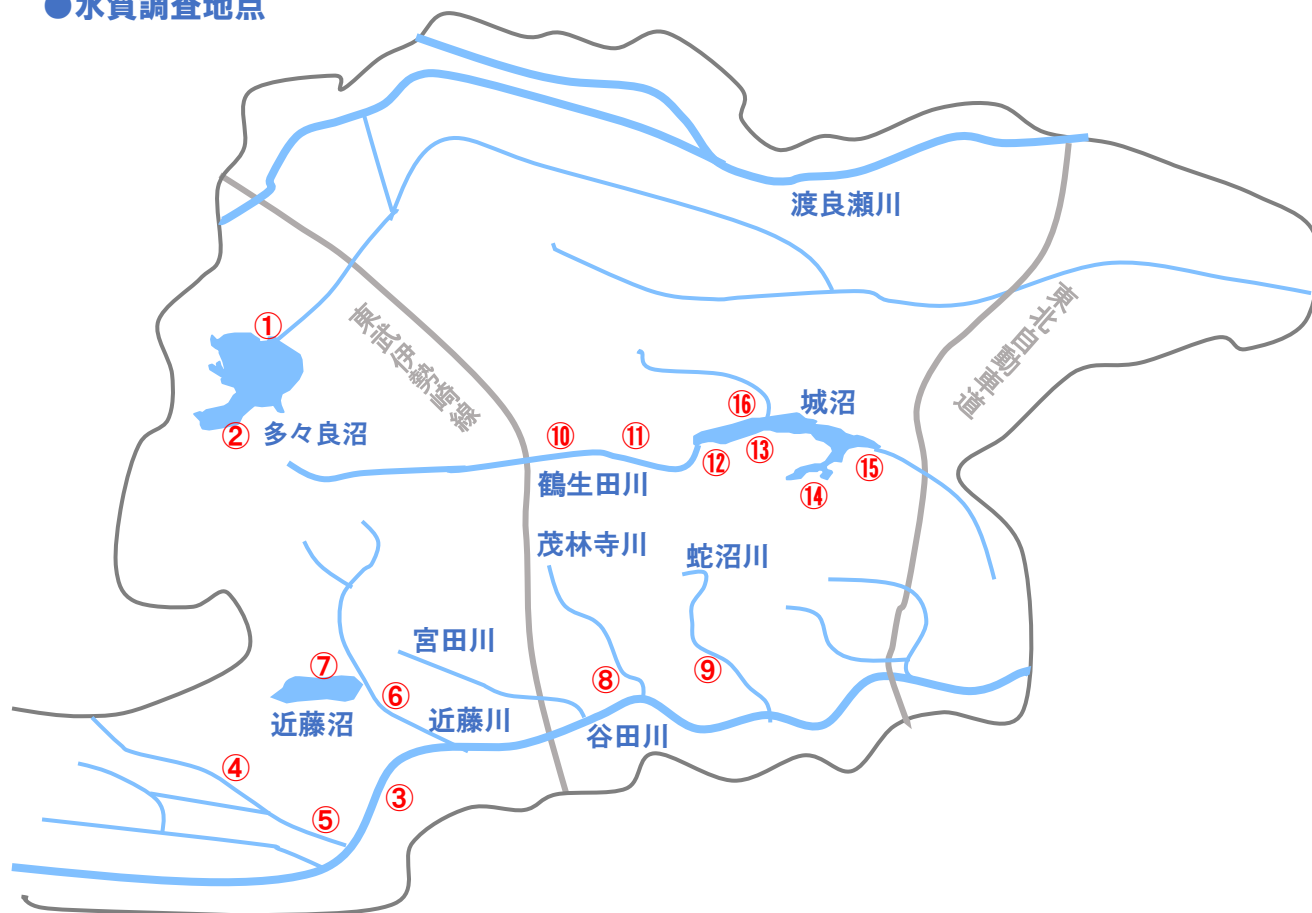 ●水質調査地点
渡良瀬川
東武伊勢崎線
東北自動車道
①
②
多々良沼
⑩
⑪
⑯
城沼
⑫
⑬
⑮
⑭
鶴生田川
茂林寺川
蛇沼川
宮田川
⑦
⑥
⑧
⑨
近藤沼
近藤川
谷田川
④
③
⑤